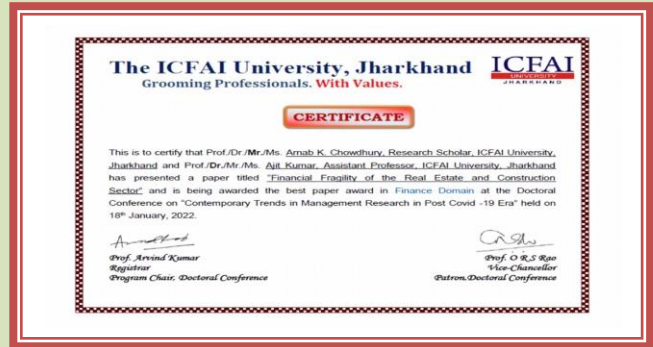 The ICFAI University, Jharkhand
Grooming Professionals. With Values.
ICFAI
UNIVERSITY
JHARKHAND
CERTIFICATE
This is to certify that Prof./Dr./Mr./Ms. Arnab K. Chowdhury, Research Scholar, ICFAI University,
Jharkhand and Prof./Dr./Mr./Ms. Ajit Kumar, Assistant Professor, ICFAI University, Jharkhand
has presented a paper titled "Financial Fragility of the Real Estate and Construction
Sector" and is being awarded the best paper award in Finance Domain at the Doctoral
Conference on "Contemporary Trends in Management Research in Post Covid -19 Era" held on
18th January, 2022.
Prof. Arvind Kumar
Registrar
Program Chair, Doctoral Conference
Prof. O R S Rao
Vice-Chancellor
Patron, Doctoral Conference